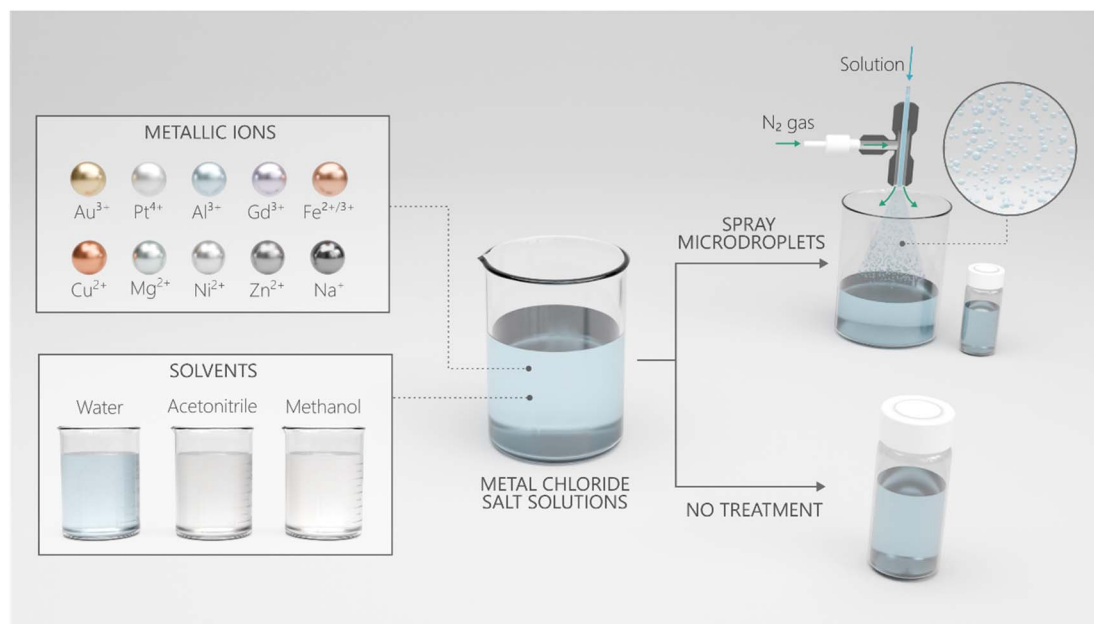 METALLIC IONS
Au³⁺ Pt⁴⁺ Al³⁺ Gd³⁺ Fe²⁺/³⁺
Cu²⁺ Mg²⁺ Ni²⁺ Zn²⁺ Na⁺
SOLVENTS
Water Acetonitrile Methanol
METAL CHLORIDE
SALT SOLUTIONS
Solution
N₂ gas
SPRAY
MICRODROPLETS
NO TREATMENT